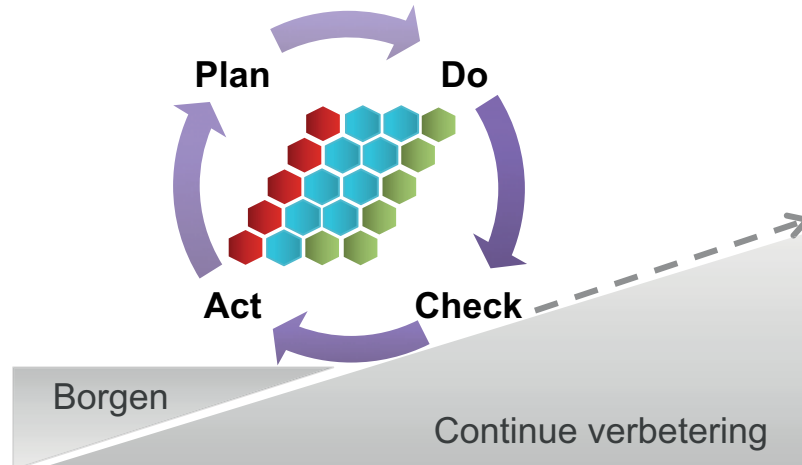 Plan
Do
Act
Check
Borgen
Continue verbetering